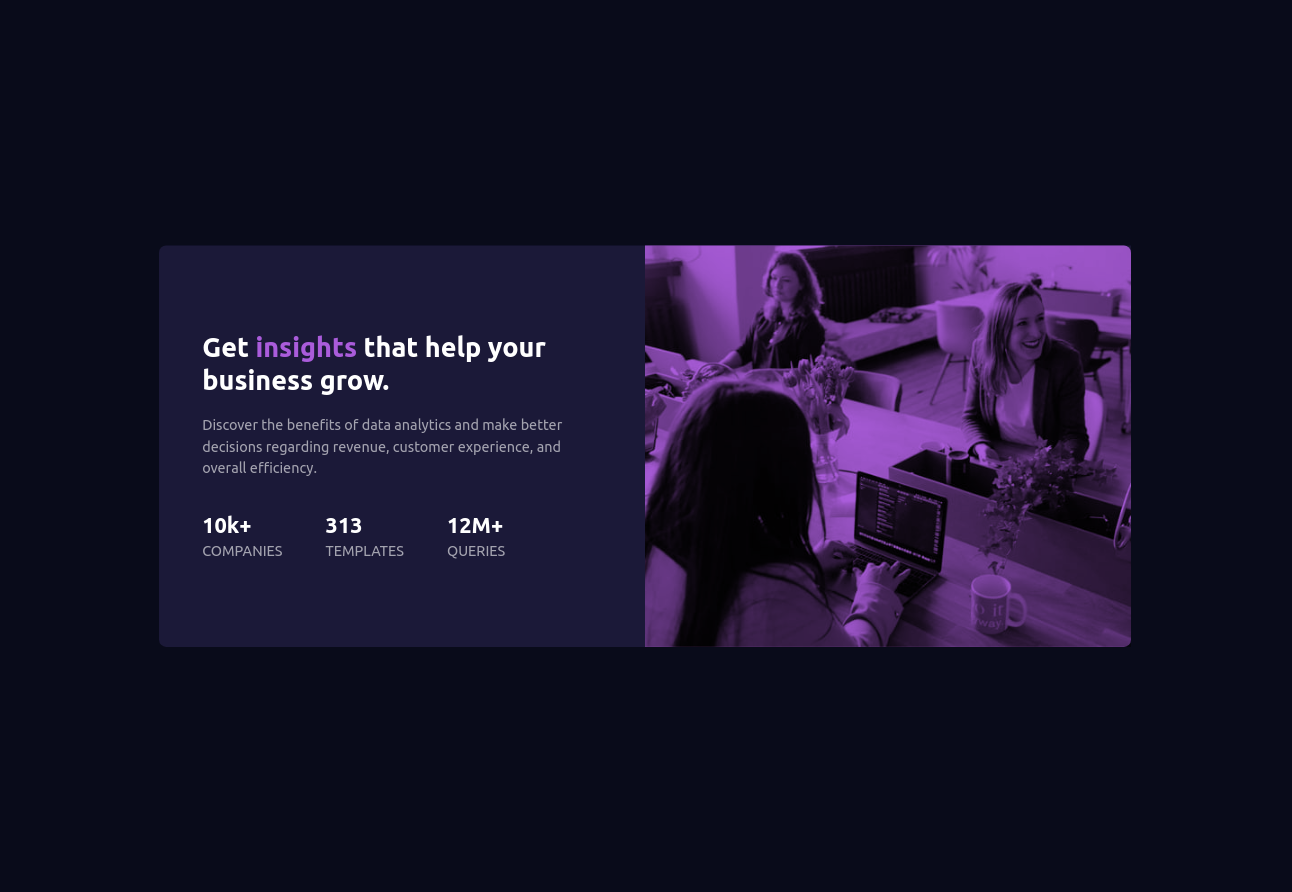 Get insights that help your
business grow.
Discover the benefits of data analytics and make better
decisions regarding revenue, customer experience, and
overall efficiency.
10k+ 313 12M+
COMPANIES TEMPLATES QUERIES